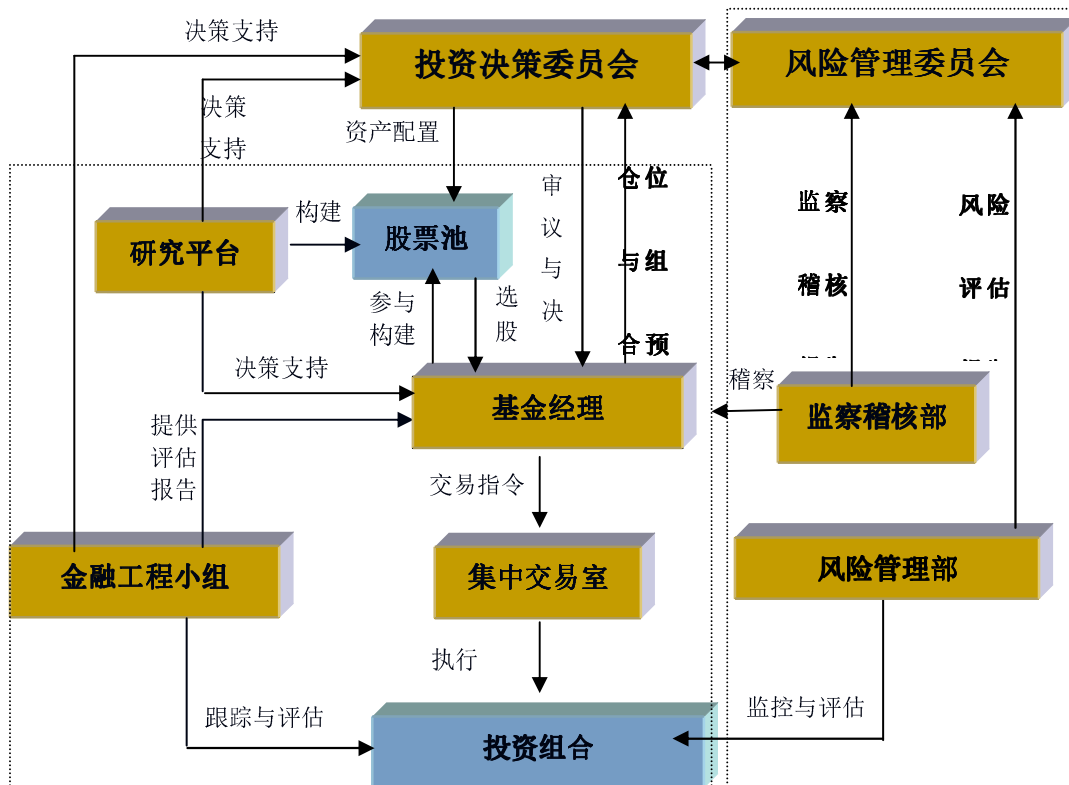 决策支持
投资决策委员会
风险管理委员会
决策
支持
资产配置
审
议
与
决
仓位
与组
合预
监察
稽核
风险
评估
构建
股票池
研究平台
参与
构建
选
股
决策支持
基金经理
稽察
监察稽核部
提供
评估
报告
交易指令
金融工程小组
集中交易室
风险管理部
执行
跟踪与评估
监控与评估
投资组合